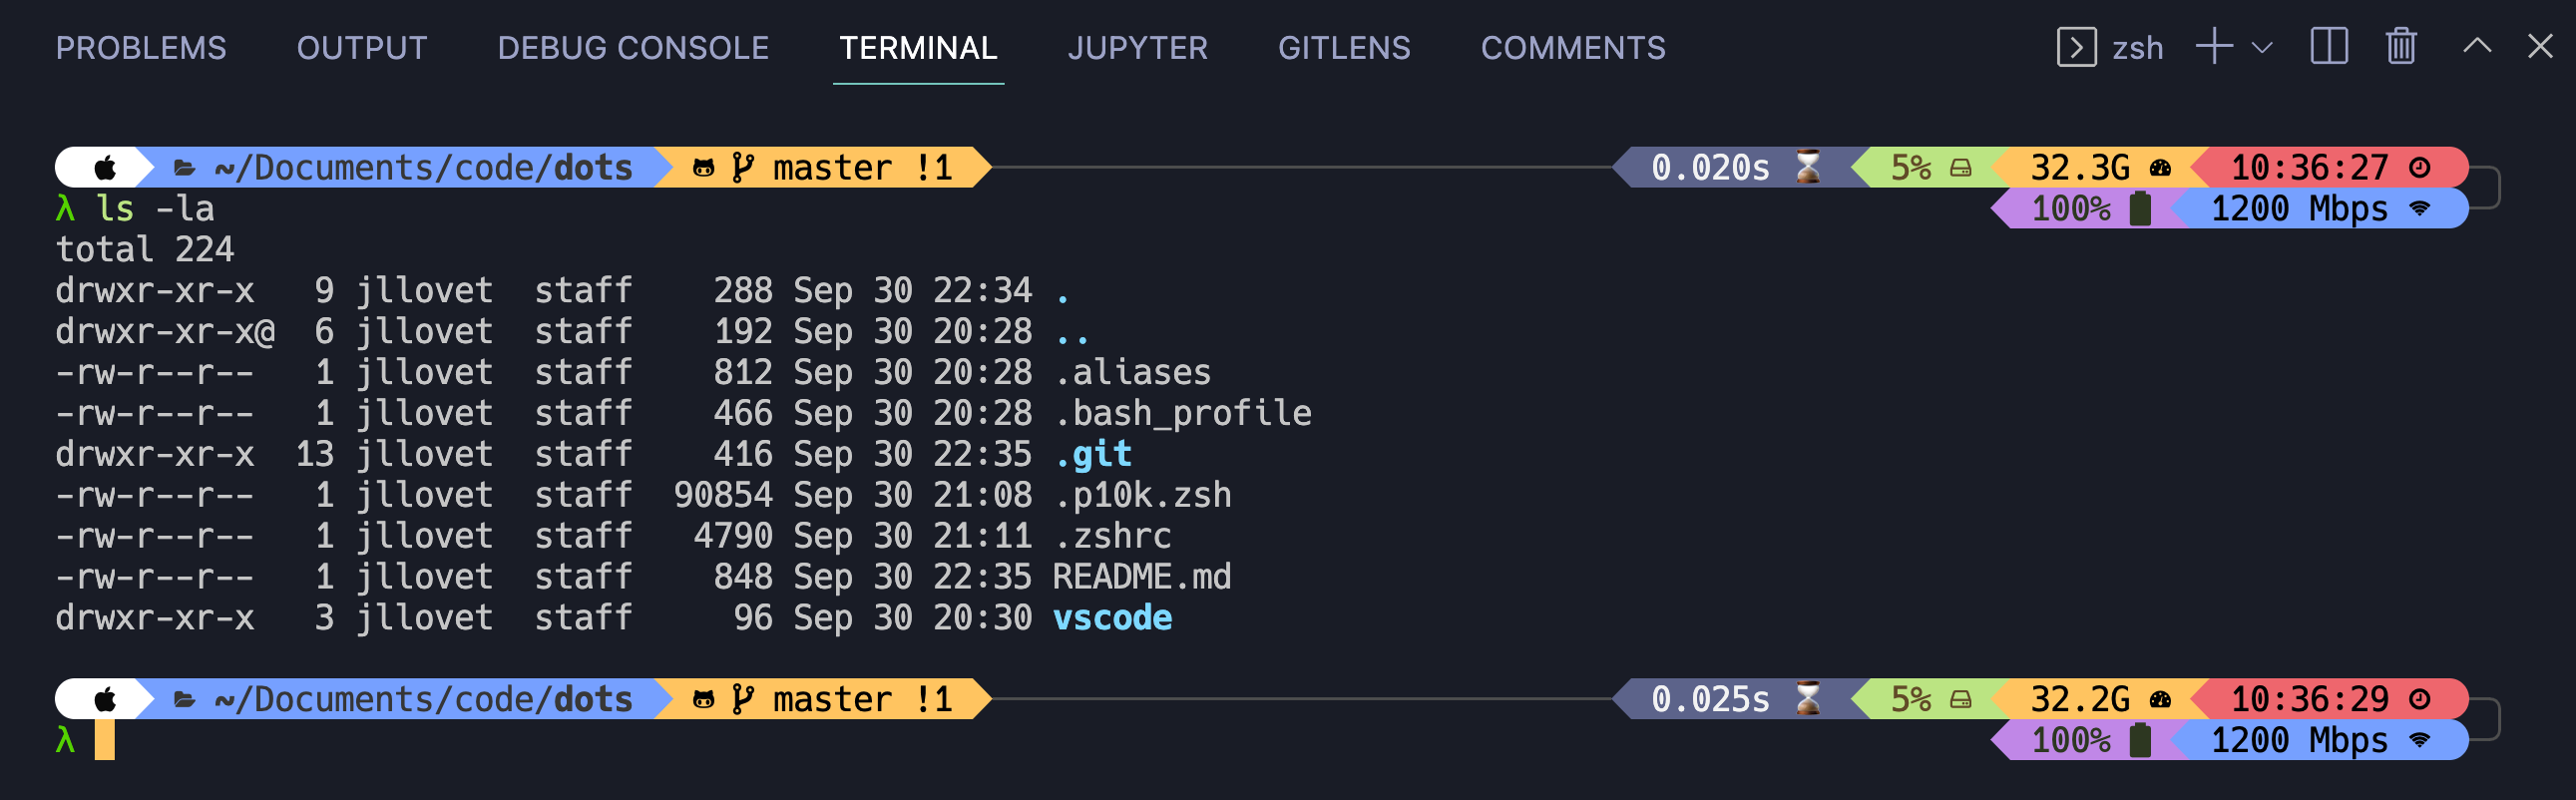 PROBLEMS OUTPUT DEBUG CONSOLE TERMINAL JUPYTER GITLENS COMMENTS zsh
~/Documents/code/dots master !1 0.020s 5% 32.3G 10:36:27
λ ls -la 100% 1200 Mbps
total 224
drwxr-xr-x   9 jllovet  staff    288 Sep 30 22:34 .
drwxr-xr-x@  6 jllovet  staff    192 Sep 30 20:28 ..
-rw-r--r--   1 jllovet  staff    812 Sep 30 20:28 .aliases
-rw-r--r--   1 jllovet  staff    466 Sep 30 20:28 .bash_profile
drwxr-xr-x  13 jllovet  staff    416 Sep 30 22:35 .git
-rw-r--r--   1 jllovet  staff  90854 Sep 30 21:08 .p10k.zsh
-rw-r--r--   1 jllovet  staff   4790 Sep 30 21:11 .zshrc
-rw-r--r--   1 jllovet  staff    848 Sep 30 22:35 README.md
drwxr-xr-x   3 jllovet  staff     96 Sep 30 20:30 vscode
~/Documents/code/dots master !1 0.025s 5% 32.2G 10:36:29
λ 100% 1200 Mbps